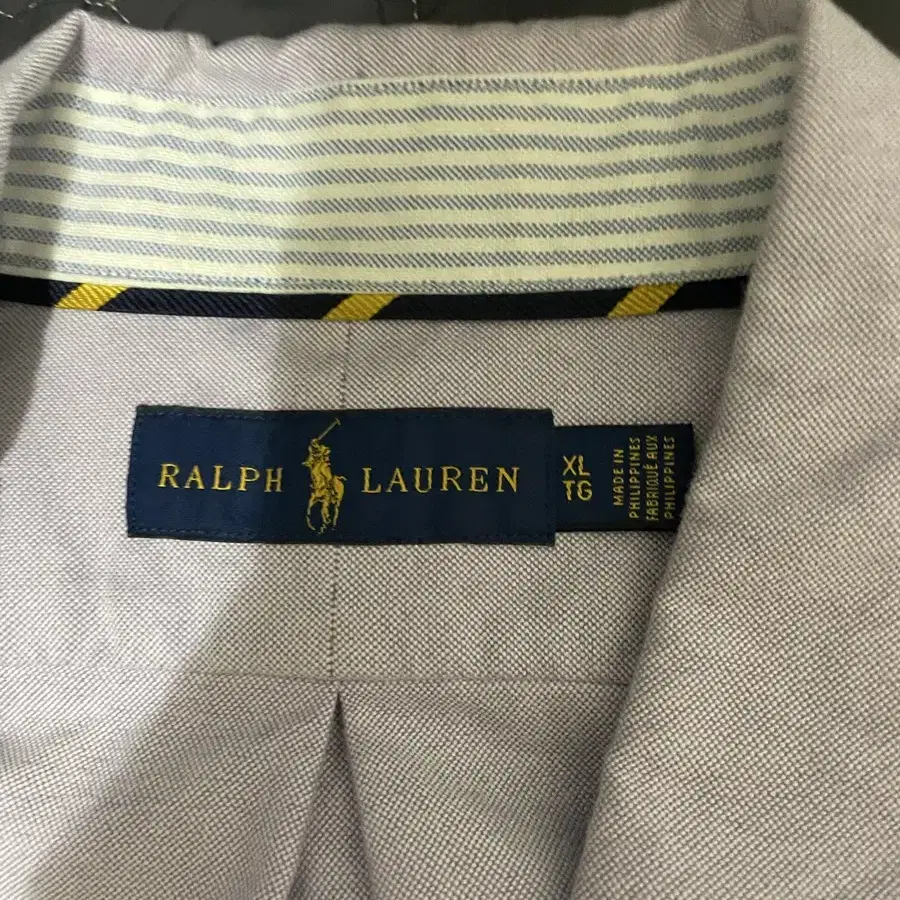 RALPH LAUREN
XL
TG
MADE IN
PHILIPPINES
FABRIQUÉ AUX
PHILIPPINES